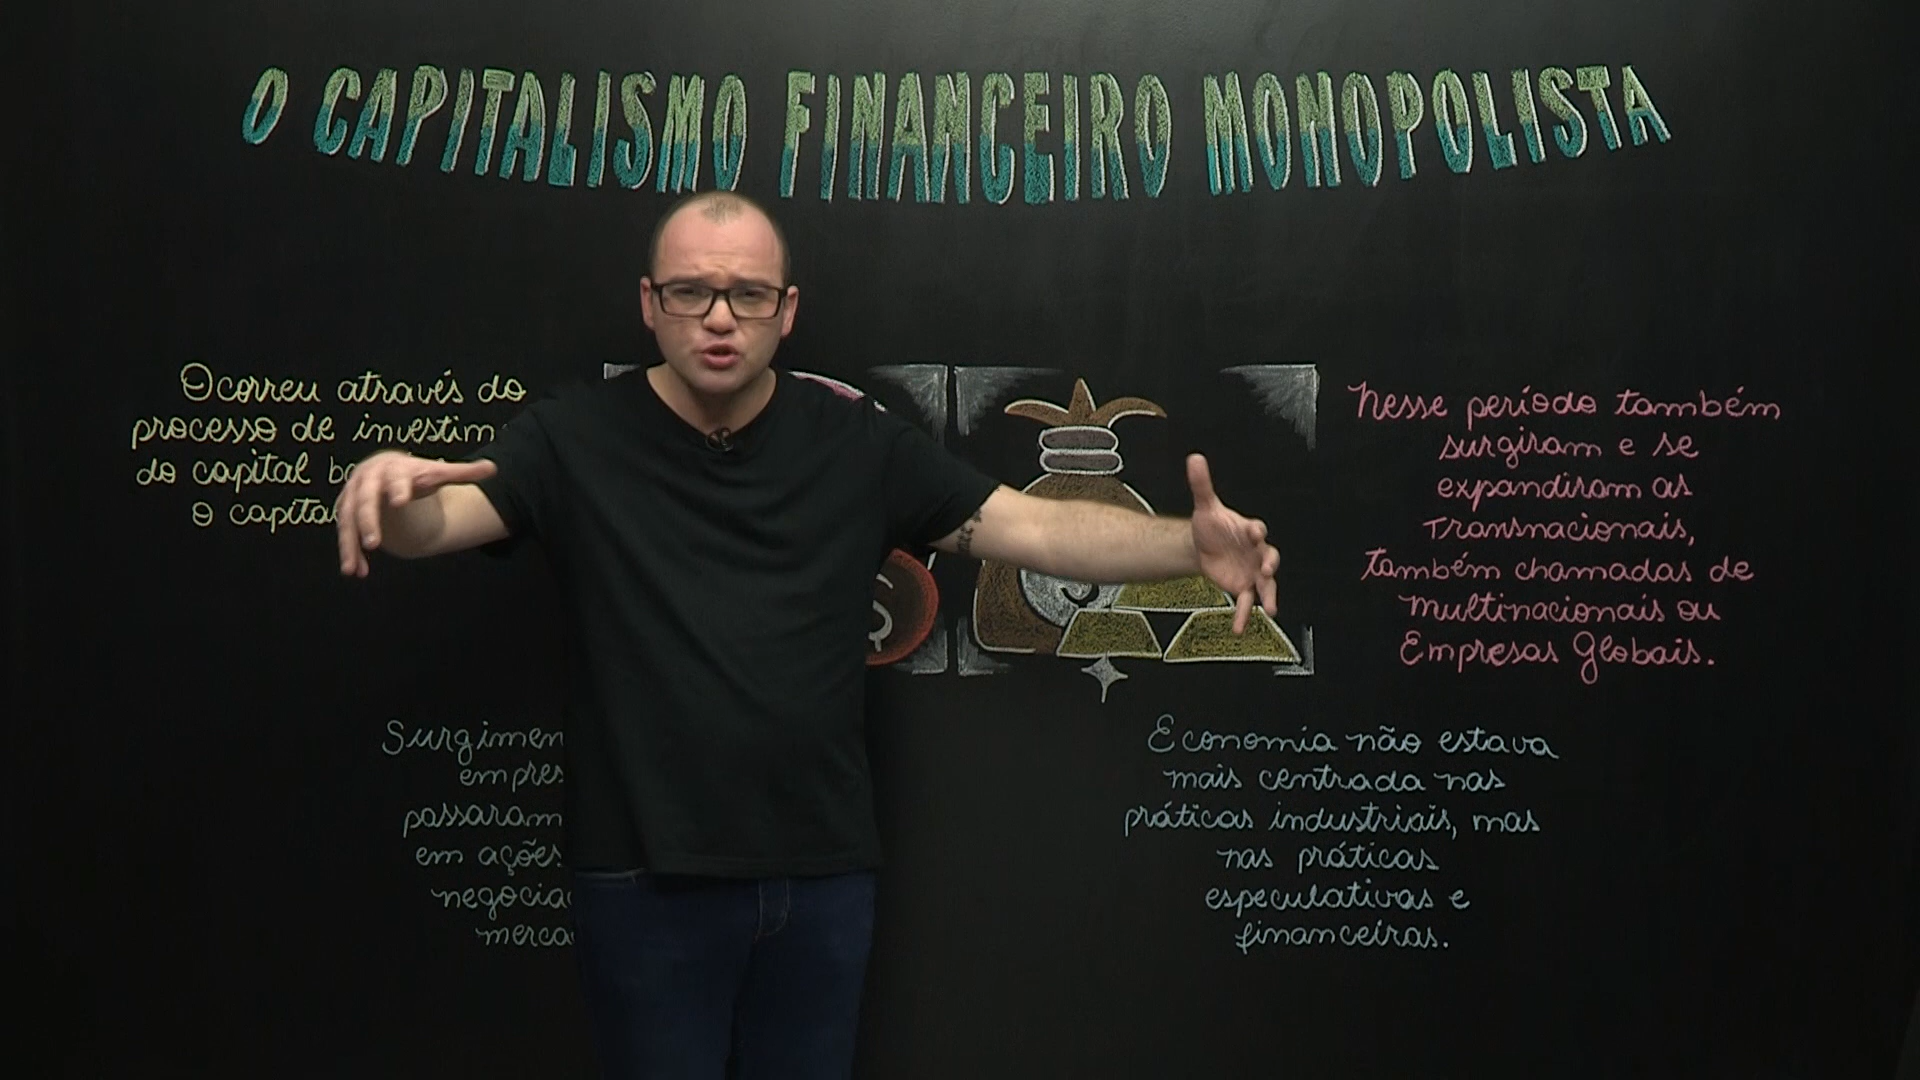 O CAPITALISMO FINANCEIRO MONOPOLISTA
Ocorreu através do
processo de investim
do capital
o capital
Nesse período também
surgiram e se
expandiram as
Transnacionais,
também chamadas de
multinacionais ou
Empresas Globais.
Surgimen
empres
passaram
em ações
negocia
merca
Economia não estava
mais centrada nas
práticas industriais, mas
nas práticas
especulativas e
financeiras.
$